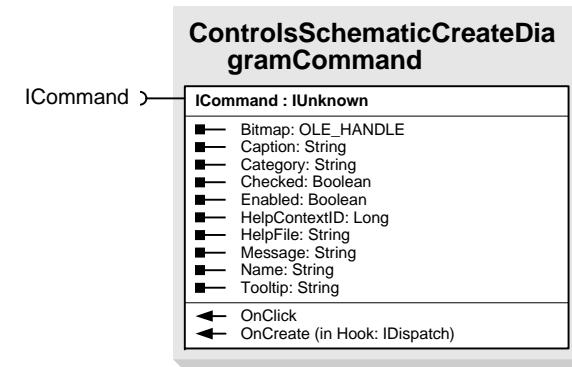 ControlsSchematicCreateDia
gramCommand
ICommand
ICommand : IUnknown
Bitmap: OLE_HANDLE
Caption: String
Category: String
Checked: Boolean
Enabled: Boolean
HelpContextID: Long
HelpFile: String
Message: String
Name: String
Tooltip: String
OnClick
OnCreate (in Hook: IDispatch)